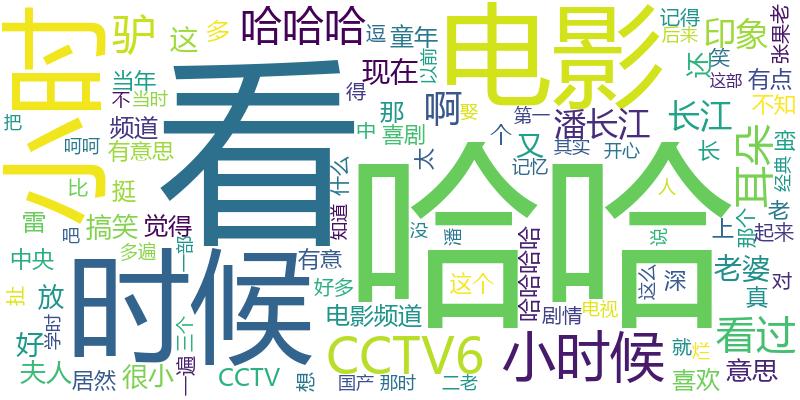 小时
驴
这
多
哈哈哈
逗
童年
电影
记得
后来
印象
张果老
当年
不
当时
现在
以前
还
笑
这部
有点
把
频道
得
那
啊
娶
第一
潘长江
长江
不知
呵呵
有意思
看
中
喜剧
个
又
耳朵
经典
蛮
太
记忆
其实
开心
长
比
挺
什么
哈哈
人
雷
搞笑
觉得
知道
没
潘
说
那个
老
吧
多遍
一部
上
起来
中央
时候
有意
这个
哈哈哈哈
这么
深
老婆
真
对
扯
放
好多
电影频道
剧情
电视
看过
好
学时
三个
一遍
CCTV6
小时候
就
烂
夫人
居然
很小
CCTV
想
国产
那时
二老
喜欢
意思